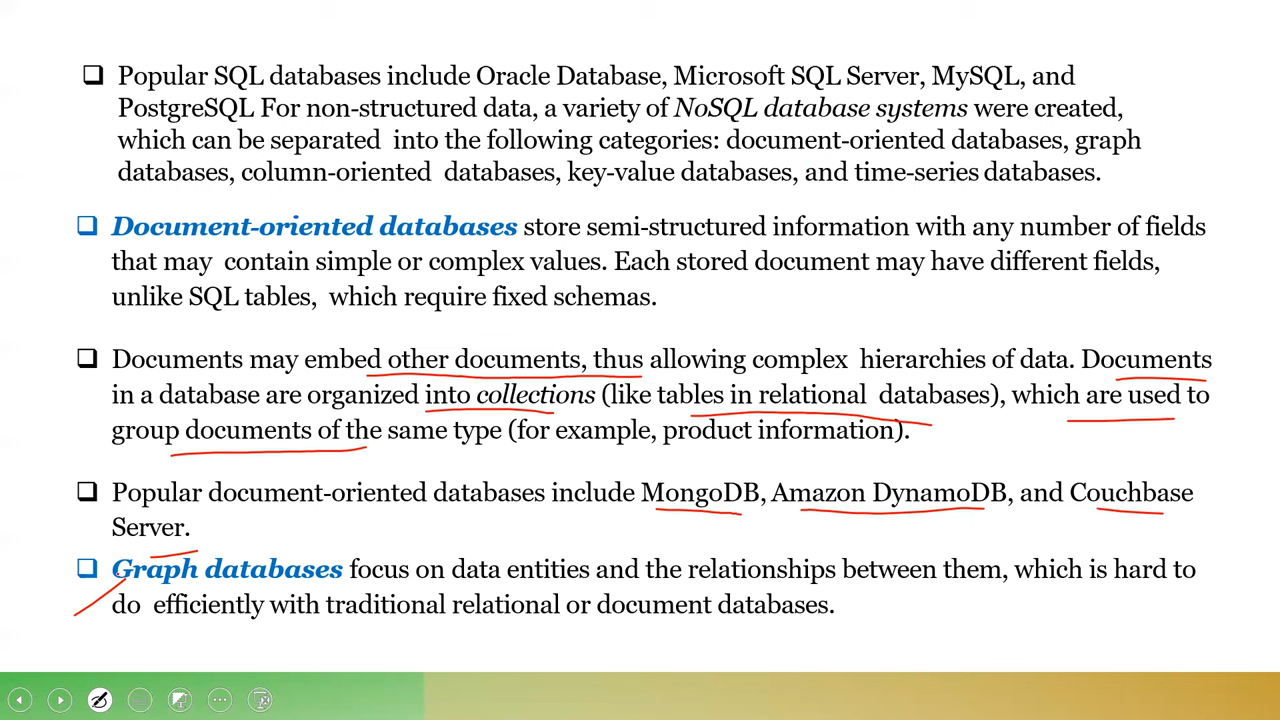 ❑ Popular SQL databases include Oracle Database, Microsoft SQL Server, MySQL, and
PostgreSQL For non-structured data, a variety of NoSQL database systems were created,
which can be separated into the following categories: document-oriented databases, graph
databases, column-oriented databases, key-value databases, and time-series databases.
❑ Document-oriented databases store semi-structured information with any number of fields
that may contain simple or complex values. Each stored document may have different fields,
unlike SQL tables, which require fixed schemas.
❑ Documents may embed other documents, thus allowing complex hierarchies of data. Documents
in a database are organized into collections (like tables in relational databases), which are used to
group documents of the same type (for example, product information).
❑ Popular document-oriented databases include MongoDB, Amazon DynamoDB, and Couchbase
Server.
❑ Graph databases focus on data entities and the relationships between them, which is hard to
do efficiently with traditional relational or document databases.